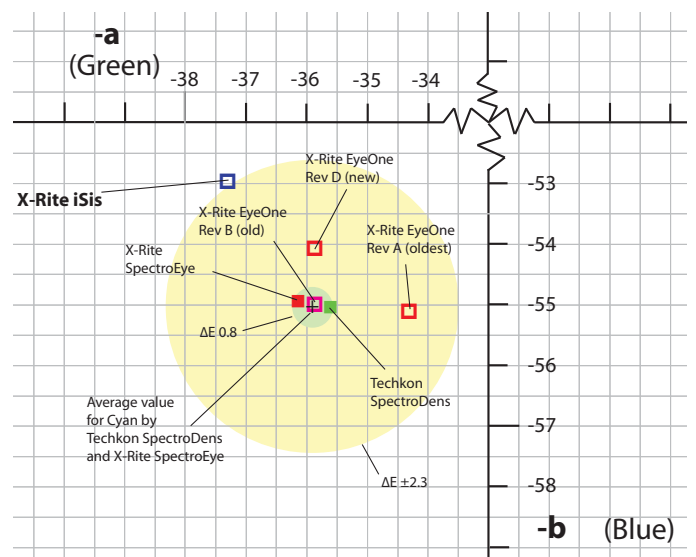 -a
(Green)
-38
-37
-36
-35
-34
X-Rite EyeOne
Rev D (new)
-53
X-Rite iSis
X-Rite EyeOne
Rev B (old)
X-Rite EyeOne
Rev A (oldest)
-54
X-Rite
SpectroEye
-55
ΔE 0.8
-56
Techkon
SpectroDens
Average value
for Cyan by
Techkon SpectroDens
and X-Rite SpectroEye
-57
ΔE ±2.3
-58
-b (Blue)